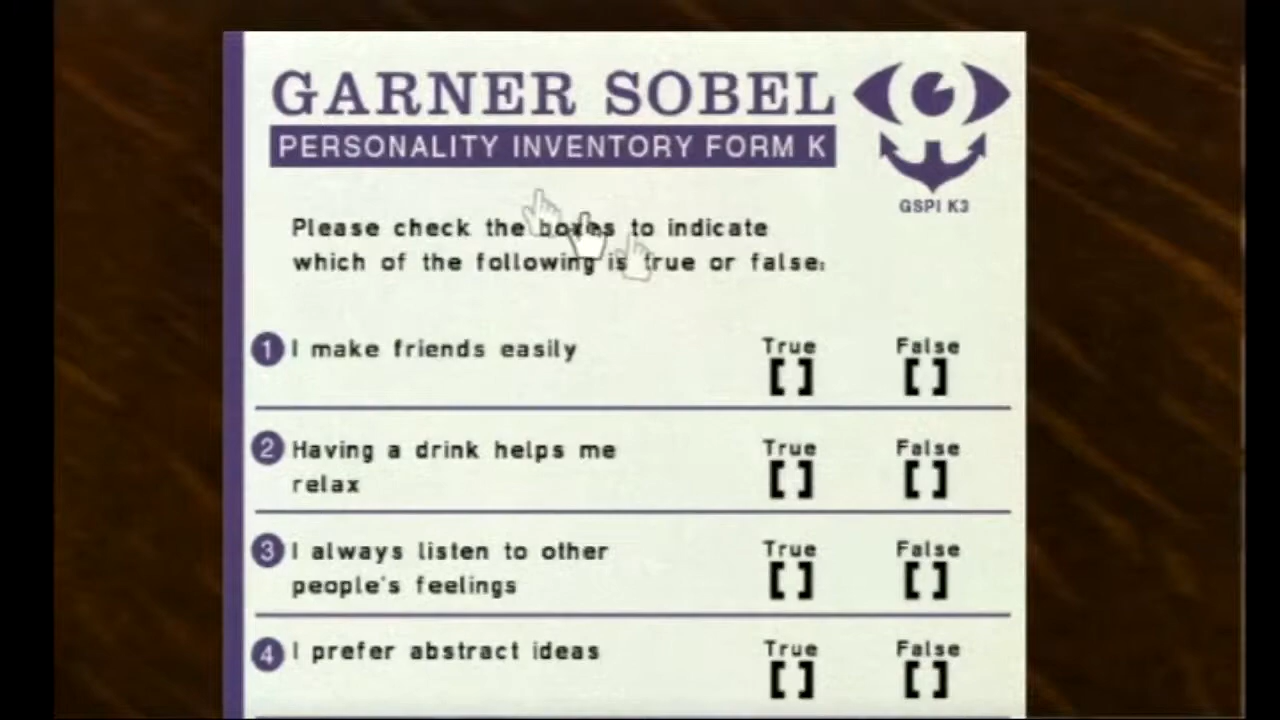 GARNER SOBEL
PERSONALITY INVENTORY FORM K
GSPI K3
Please check the boxes to indicate
which of the following is true or false:
1 I make friends easily True False
[ ] [ ]
2 Having a drink helps me True False
relax [ ] [ ]
3 I always listen to other True False
people's feelings [ ] [ ]
4 I prefer abstract ideas True False
[ ] [ ]